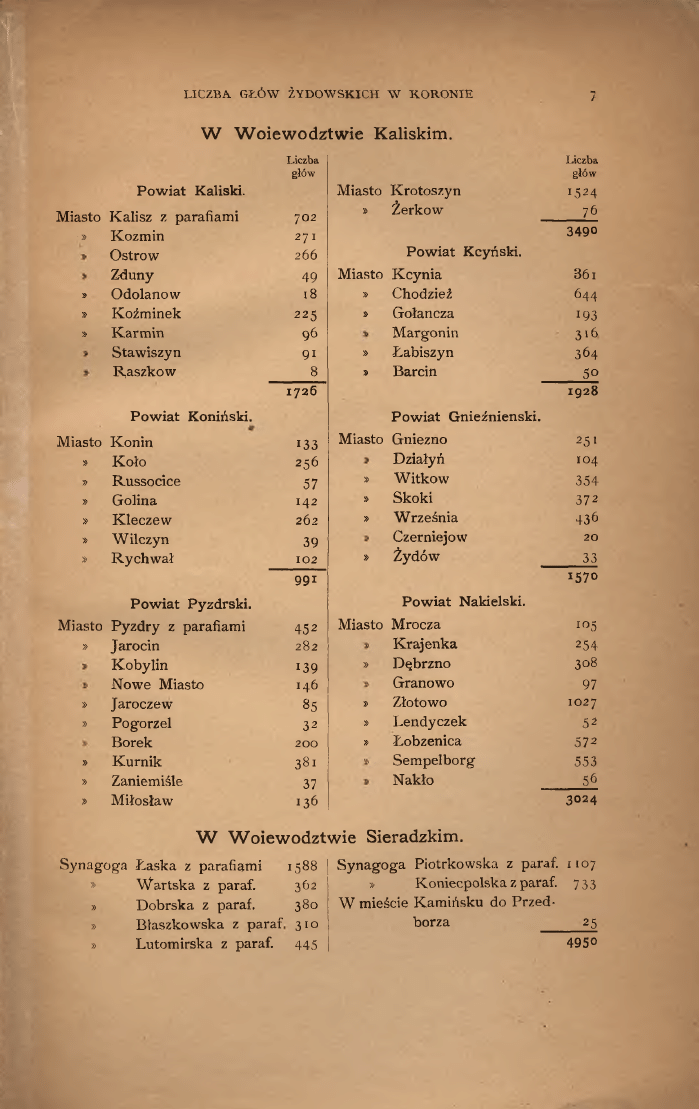 LICZBA GŁÓW ŻYDOWSKICH W KORONIE 7
W Woiewodztwie Kaliskim.
Liczba
głów
Powiat Kaliski.
Miasto Kalisz z parafiami 702
» Kozmin 271
» Ostrow 266
» Zduny 49
» Odolanow 18
» Koźminek 225
» Karmin 96
» Stawiszyn 91
» Raszkow 8
1726
Powiat Koniński.
Miasto Konin 133
» Koło 256
» Russocice 57
» Golina 142
» Kleczew 262
» Wilczyn 39
» Rychwał 102
991
Powiat Pyzdrski.
Miasto Pyzdry z parafiami 452
» Jarocin 282
» Kobylin 139
» Nowe Miasto 146
» Jaroczew 85
» Pogorzel 32
» Borek 200
» Kurnik 381
» Zaniemiśle 37
» Miłosław 136
Liczba
głów
Miasto Krotoszyn 1524
» Żerkow 76
3490
Powiat Kcyński.
Miasto Kcynia 361
» Chodzież 644
» Gołancza 193
» Margonin 316
» Łabiszyn 364
» Barcin 50
1928
Powiat Gnieźnienski.
Miasto Gniezno 251
» Działyń 104
» Witkow 354
» Skoki 372
» Września 436
» Czerniejow 20
» Żydów 33
1570
Powiat Nakielski.
Miasto Mrocza 105
» Krajenka 254
» Dębrzno 308
» Granowo 97
» Złotowo 1027
» Lendyczek 52
» Łobzenica 572
» Sempelborg 553
» Nakło 56
3024
W Woiewodztwie Sieradzkim.
Synagoga Łaska z parafiami 1588
» Wartska z paraf. 362
» Dobrska z paraf. 380
» Błaszkowska z paraf. 310
» Lutomirska z paraf. 445
Synagoga Piotrkowska z paraf. 1107
» Koniecpolska z paraf. 733
W mieście Kamińsku do Przed-
borza 25
4950